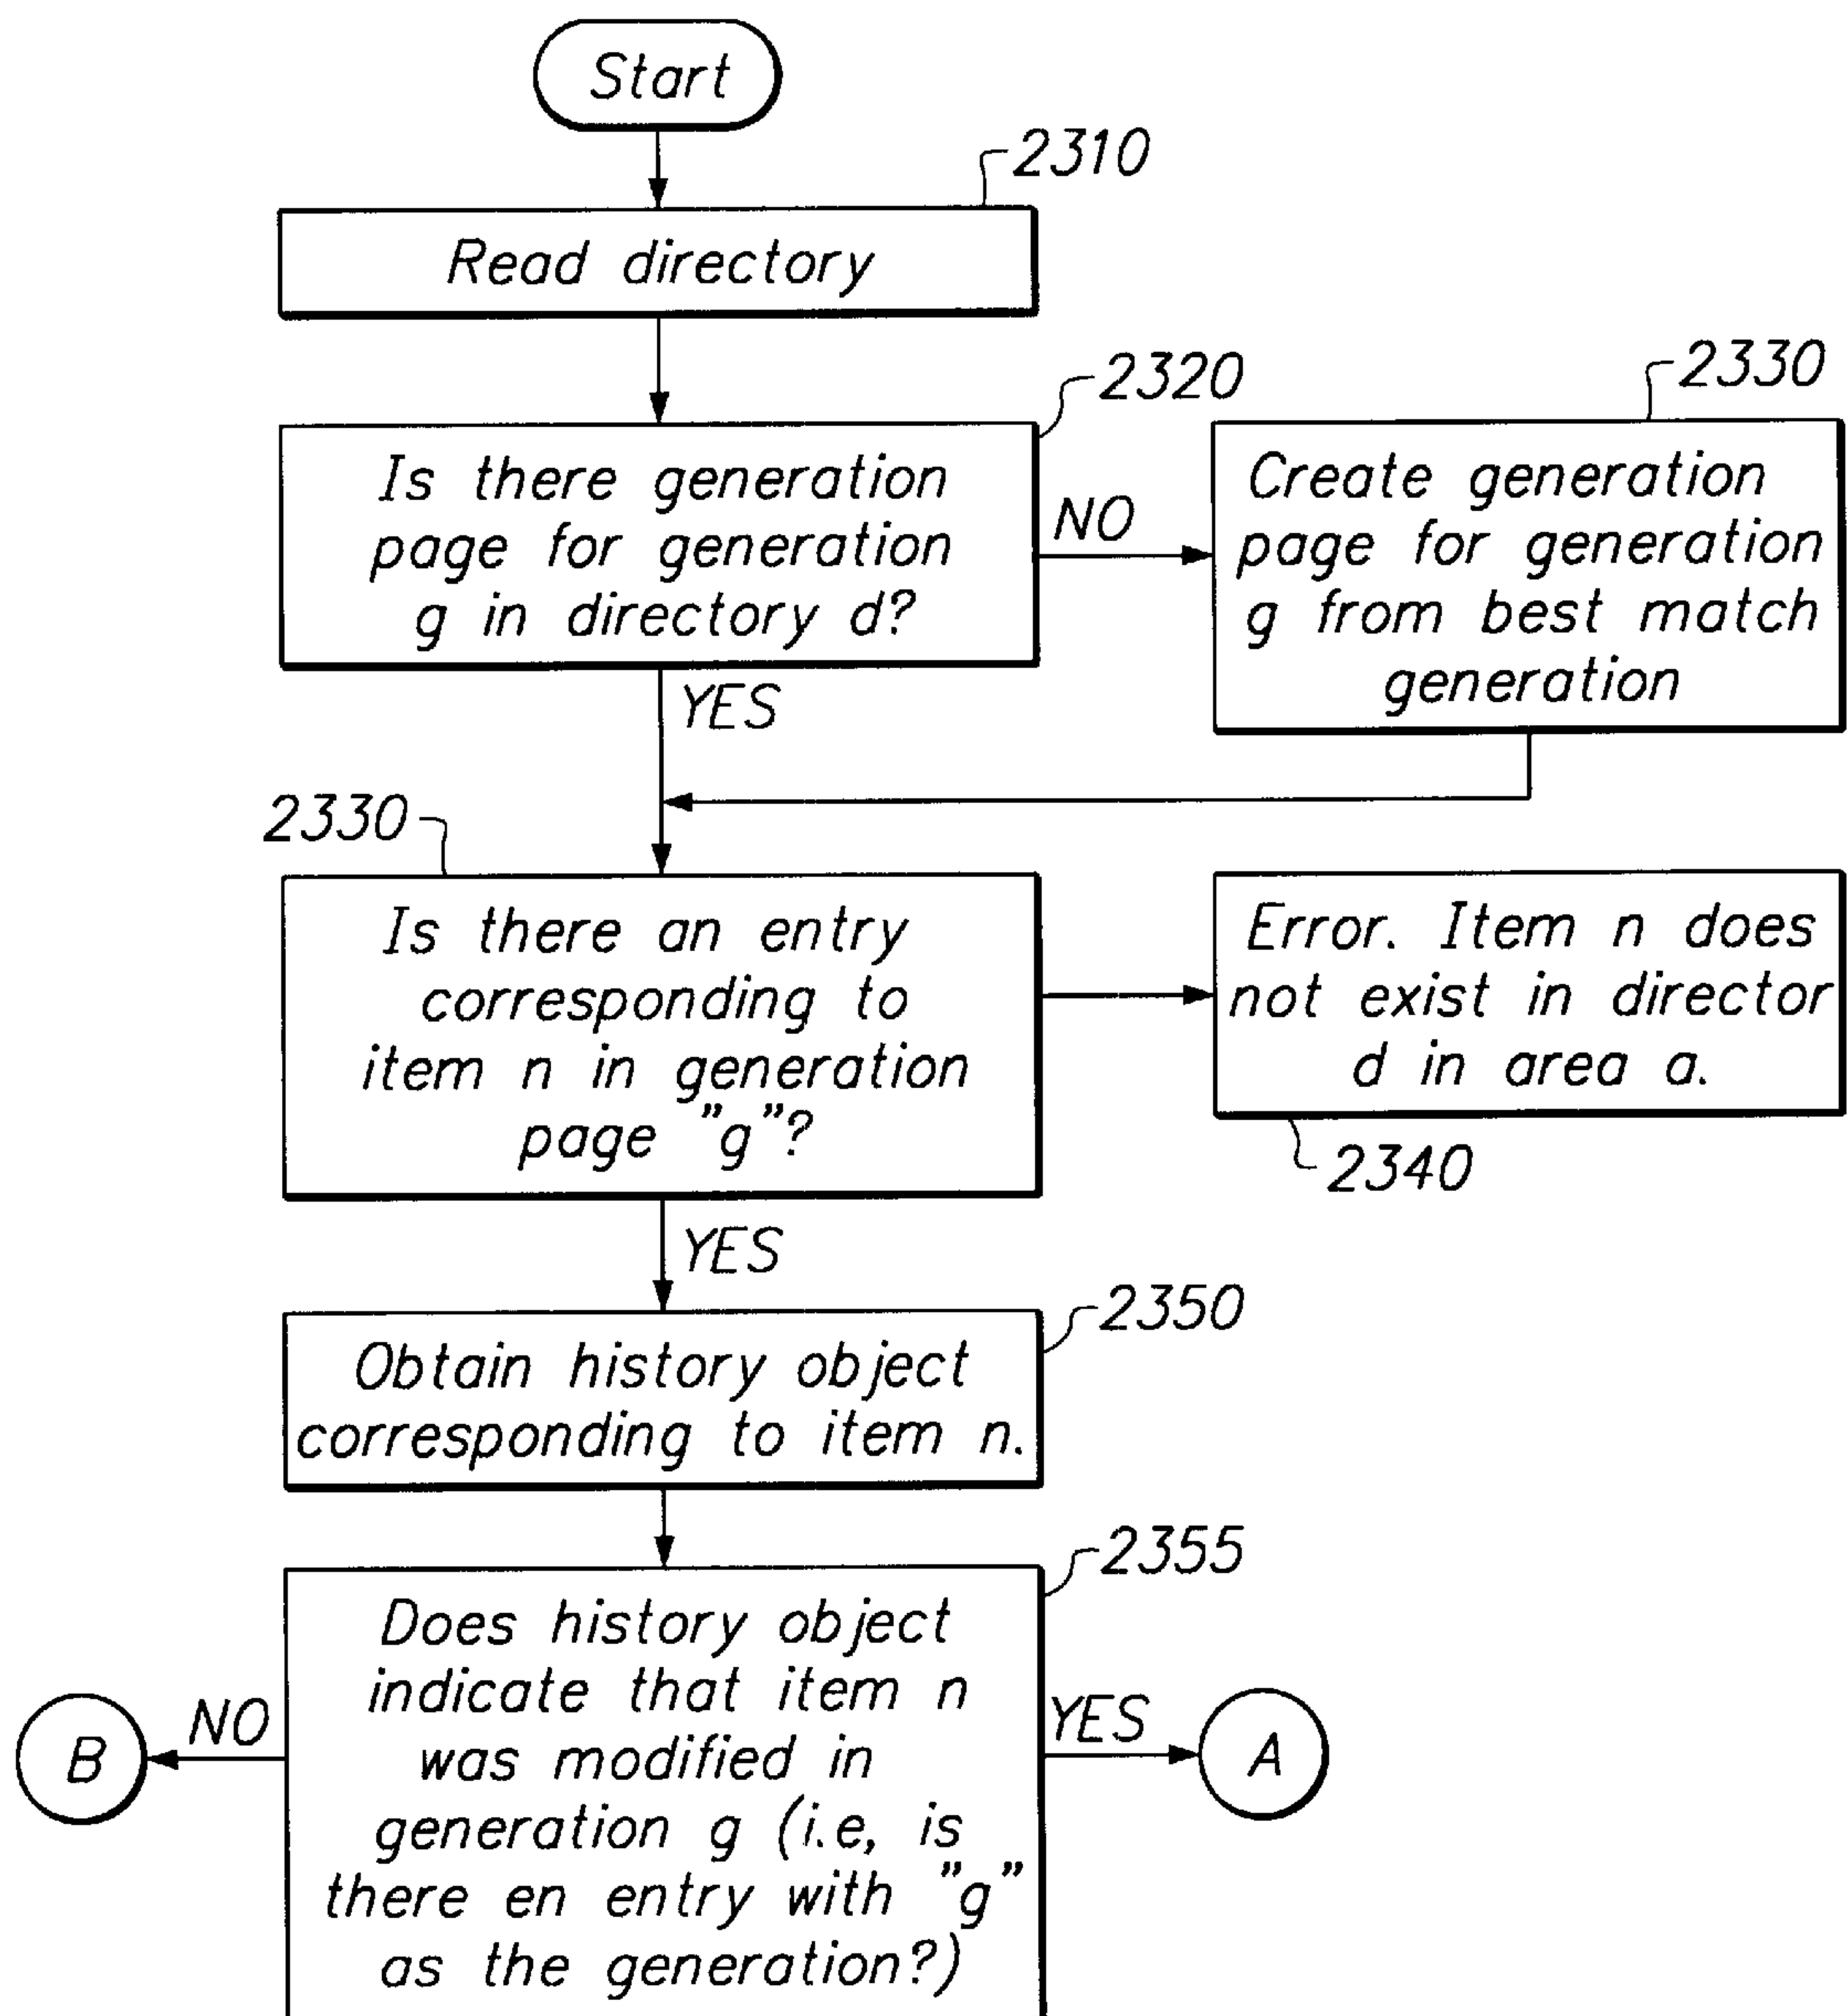 Start
2310
Read directory
2320
2330
Is there generation
page for generation
g in directory d?
NO
Create generation
page for generation
g from best match
generation
YES
2330
Is there an entry
corresponding to
item n in generation
page "g"?
Error. Item n does
not exist in director
d in area a.
2340
YES
2350
Obtain history object
corresponding to item n.
2355
Does history object
indicate that item n
was modified in
generation g (i.e, is
there en entry with "g"
as the generation?)
NO
B
YES
A